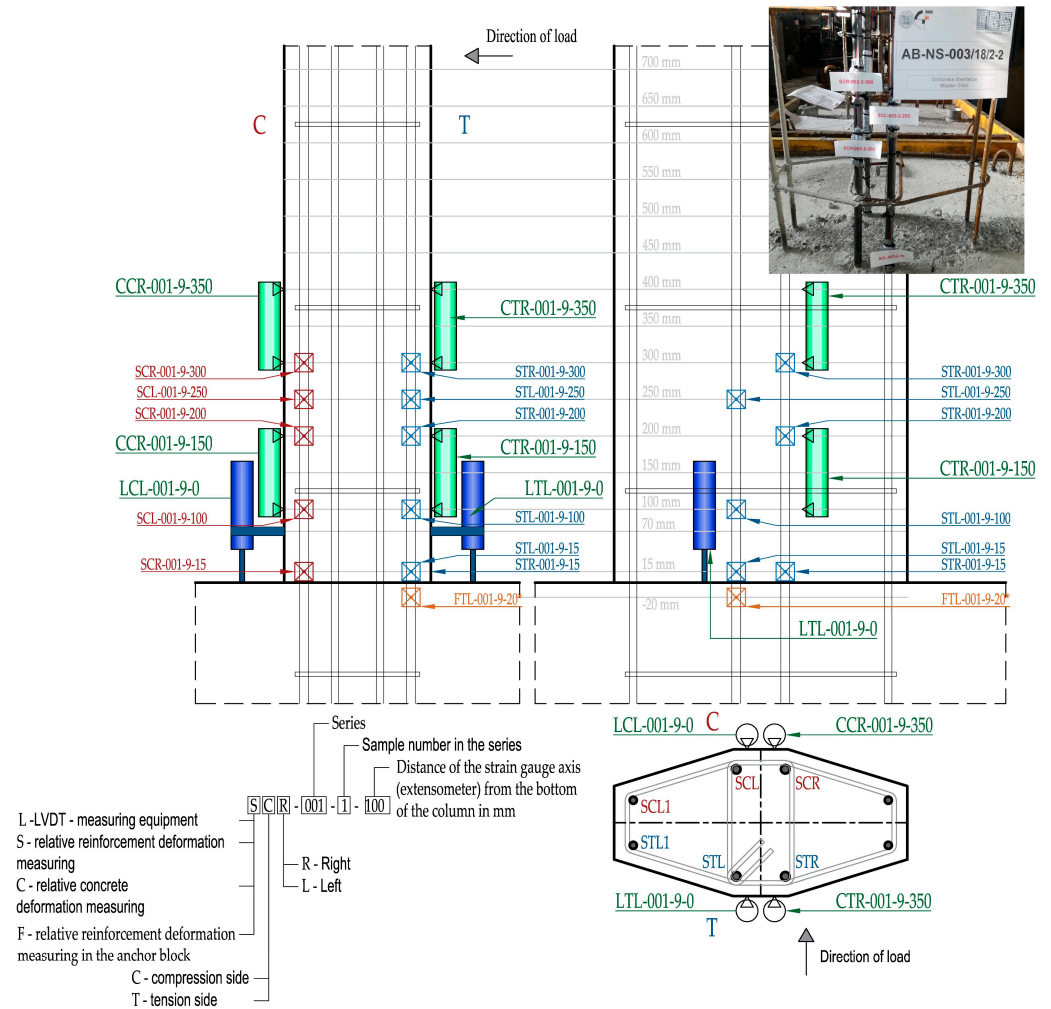 Direction of load
C
T
700 mm
650 mm
600 mm
550 mm
500 mm
450 mm
400 mm
350 mm
300 mm
250 mm
200 mm
150 mm
100 mm
70 mm
15 mm
-20 mm
AB-NS-003/18/2-2
SCL-003-2-250
CCR-001-9-350
CTR-001-9-350
SCR-001-9-300
SCL-001-9-250
SCR-001-9-200
CCR-001-9-150
LCL-001-9-0
SCL-001-9-100
SCR-001-9-15
STR-001-9-300
STL-001-9-250
STR-001-9-200
CTR-001-9-150
LTL-001-9-0
STL-001-9-100
STL-001-9-15
STR-001-9-15
FTL-001-9-20*
CTR-001-9-350
STR-001-9-300
STL-001-9-250
STR-001-9-200
CTR-001-9-150
STL-001-9-100
STL-001-9-15
STR-001-9-15
FTL-001-9-20*
LTL-001-9-0
Series
Sample number in the series
Distance of the strain gauge axis
(extensometer) from the bottom
of the column in mm
S C R - 001 - 1 - 100
L -LVDT - measuring equipment
S - relative reinforcement deformation
measuring
C - relative concrete
deformation measuring
F - relative reinforcement deformation
measuring in the anchor block
R - Right
L - Left
C - compression side
T - tension side
LCL-001-9-0
C
CCR-001-9-350
SCL
SCR
SCL1
STL1
STL
STR
LTL-001-9-0
T
CTR-001-9-350
Direction of load